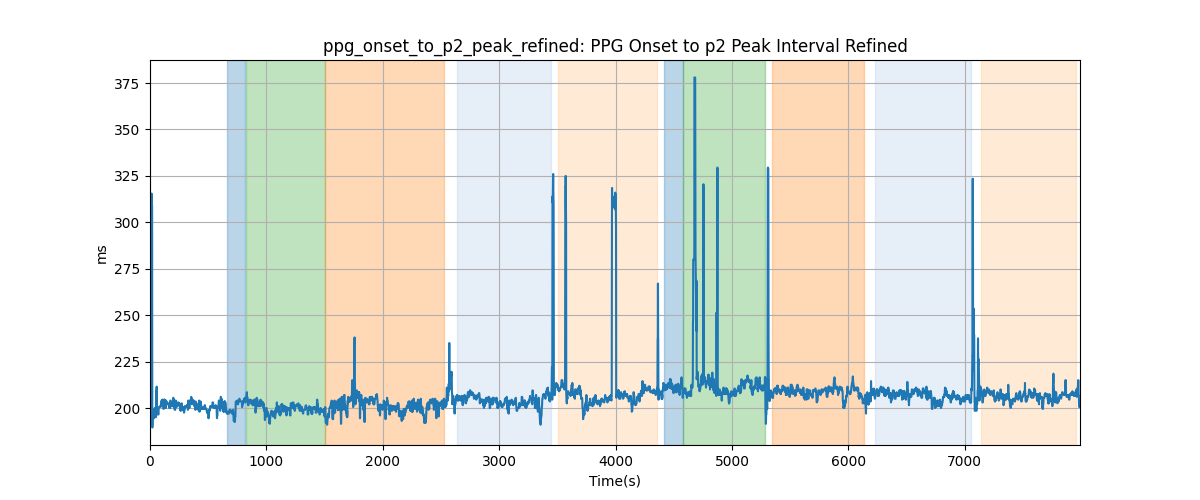 ppg_onset_to_p2_peak_refined: PPG Onset to p2 Peak Interval Refined
375
350
325
300
275
250
225
200
ms
0 1000 2000 3000 4000 5000 6000 7000
Time(s)